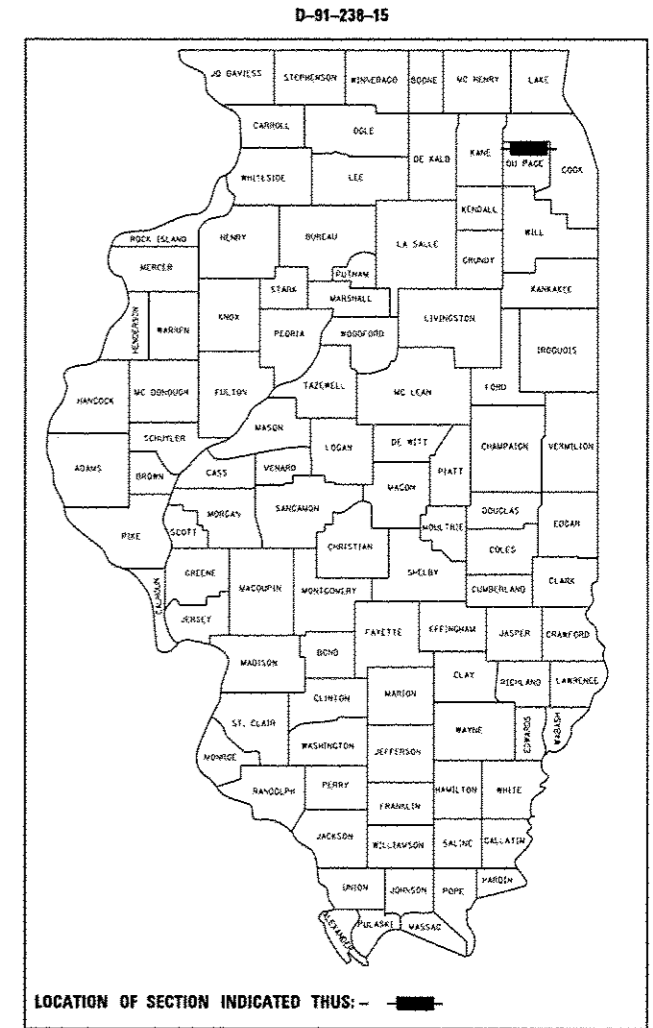 D-91-238-15
JO DAVIESS STEPHENSON WINNEBAGO BOONE MC HENRY LAKE
CARROLL OGLE DE KALB KANE DU PAGE COOK
WHITESIDE LEE
KENDALL
ROCK ISLAND HENRY BUREAU LA SALLE GRUNDY WILL
MERCER PUTNAM KANKAKEE
STARK MARSHALL
HENDERSON WARREN KNOX PEORIA WOODFORD LIVINGSTON IROQUOIS
HANCOCK MC DONOUGH FULTON TAZEWELL MC LEAN FORD
SCHUYLER MASON LOGAN DE WITT CHAMPAIGN VERMILION
ADAMS BROWN CASS MENARD MACON PIATT
PIKE SCOTT MORGAN SANGAMON MOULTRIE DOUGLAS EDGAR
CHRISTIAN COLES
CALHOUN GREENE MACOUPIN MONTGOMERY SHELBY CUMBERLAND CLARK
JERSEY FAYETTE EFFINGHAM JASPER CRAWFORD
MADISON BOND
CLAY RICHLAND LAWRENCE
CLINTON MARION
ST. CLAIR WAYNE EDWARDS WABASH
MONROE WASHINGTON JEFFERSON
RANDOLPH PERRY HAMILTON WHITE
FRANKLIN
JACKSON WILLIAMSON SALINE GALLATIN
UNION JOHNSON POPE HARDIN
ALEXANDER PULASKI MASSAC
LOCATION OF SECTION INDICATED THUS: -